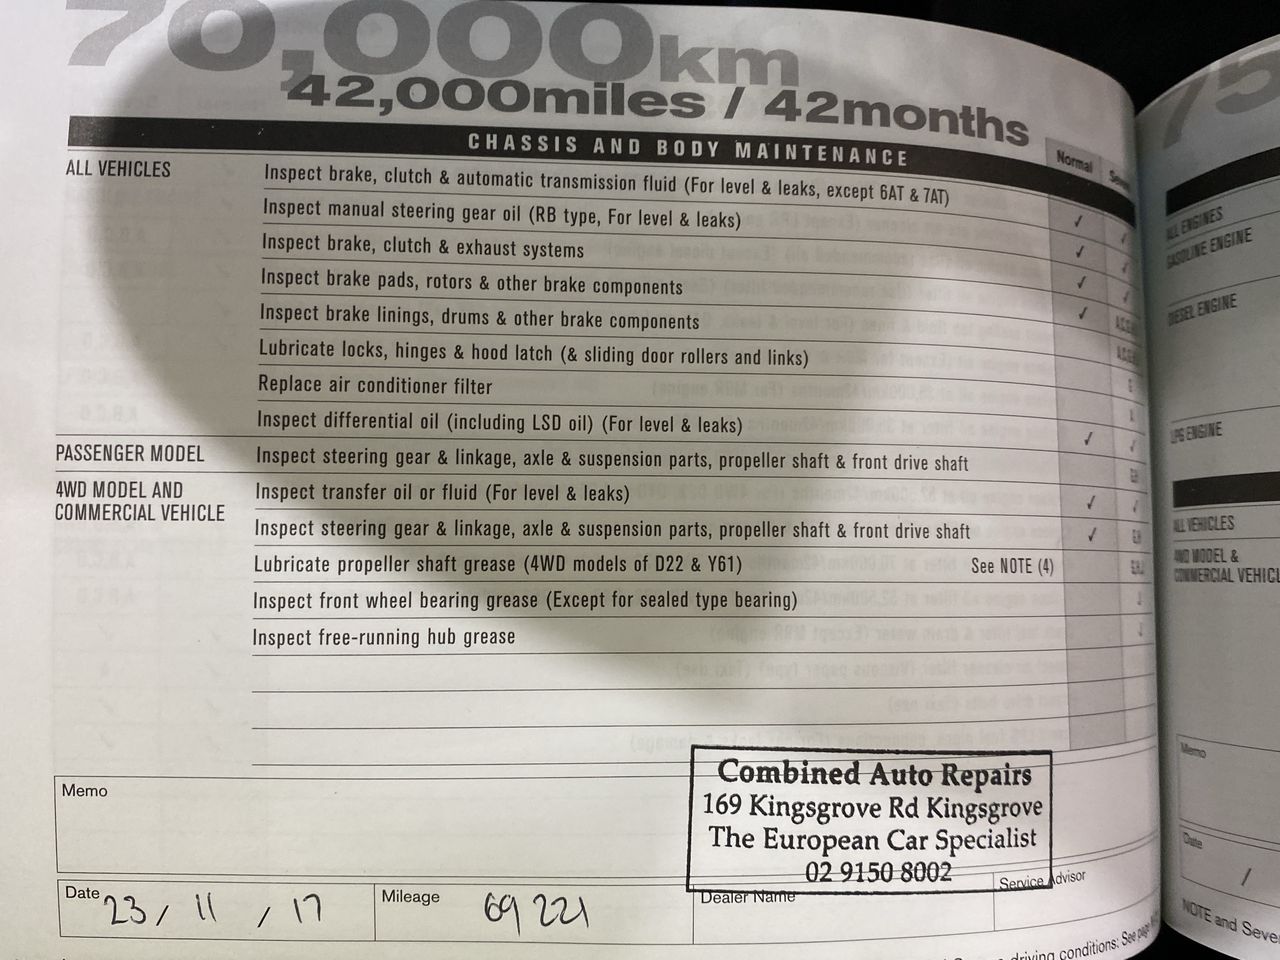 70,000km
42,000miles / 42months
CHASSIS AND BODY MAINTENANCE
Normal
ALL VEHICLES
Inspect brake, clutch & automatic transmission fluid (For level & leaks, except 6AT & 7AT)
Inspect manual steering gear oil (RB type, For level & leaks) ✓ ✓
Inspect brake, clutch & exhaust systems ✓ ✓
Inspect brake pads, rotors & other brake components ✓ ✓
Inspect brake linings, drums & other brake components ✓
Lubricate locks, hinges & hood latch (& sliding door rollers and links)
Replace air conditioner filter
Inspect differential oil (including LSD oil) (For level & leaks) ✓ ✓
PASSENGER MODEL
Inspect steering gear & linkage, axle & suspension parts, propeller shaft & front drive shaft
4WD MODEL AND
COMMERCIAL VEHICLE
Inspect transfer oil or fluid (For level & leaks) ✓ ✓
Inspect steering gear & linkage, axle & suspension parts, propeller shaft & front drive shaft ✓
Lubricate propeller shaft grease (4WD models of D22 & Y61) See NOTE (4)
Inspect front wheel bearing grease (Except for sealed type bearing)
Inspect free-running hub grease
Memo
Combined Auto Repairs
169 Kingsgrove Rd Kingsgrove
The European Car Specialist
02 9150 8002
Date 23 / 11 / 17
Mileage 69 221
Dealer Name
Service Advisor
driving conditions: See
75
ALL ENGINES
GASOLINE ENGINE
DIESEL ENGINE
LPG ENGINE
ALL VEHICLES
4WD MODEL &
COMMERCIAL
Memo
Date
/
NOTE and